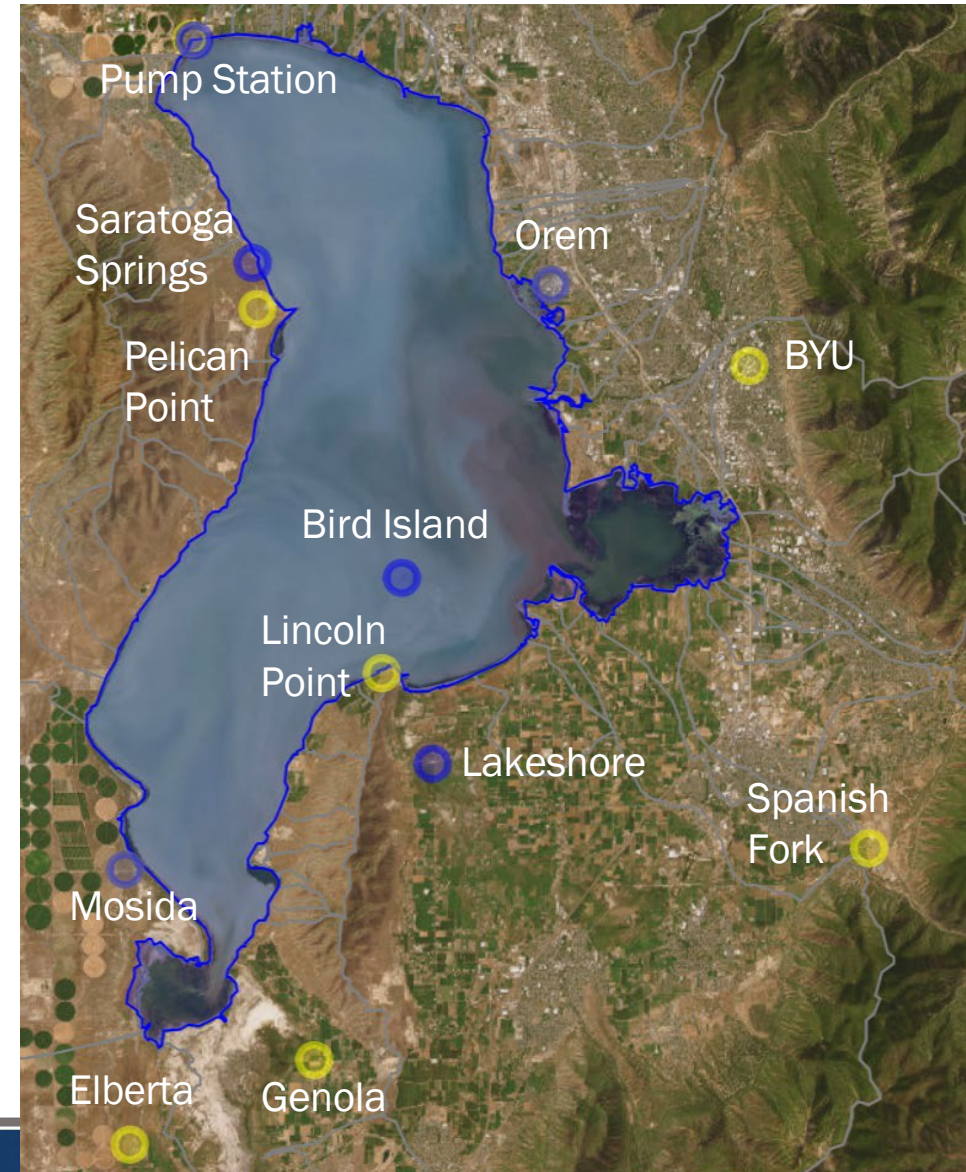 Pump Station
Saratoga
Springs
Orem
Pelican
Point
BYU
Bird Island
Lincoln
Point
Lakeshore
Spanish
Fork
Mosida
Elberta
Genola